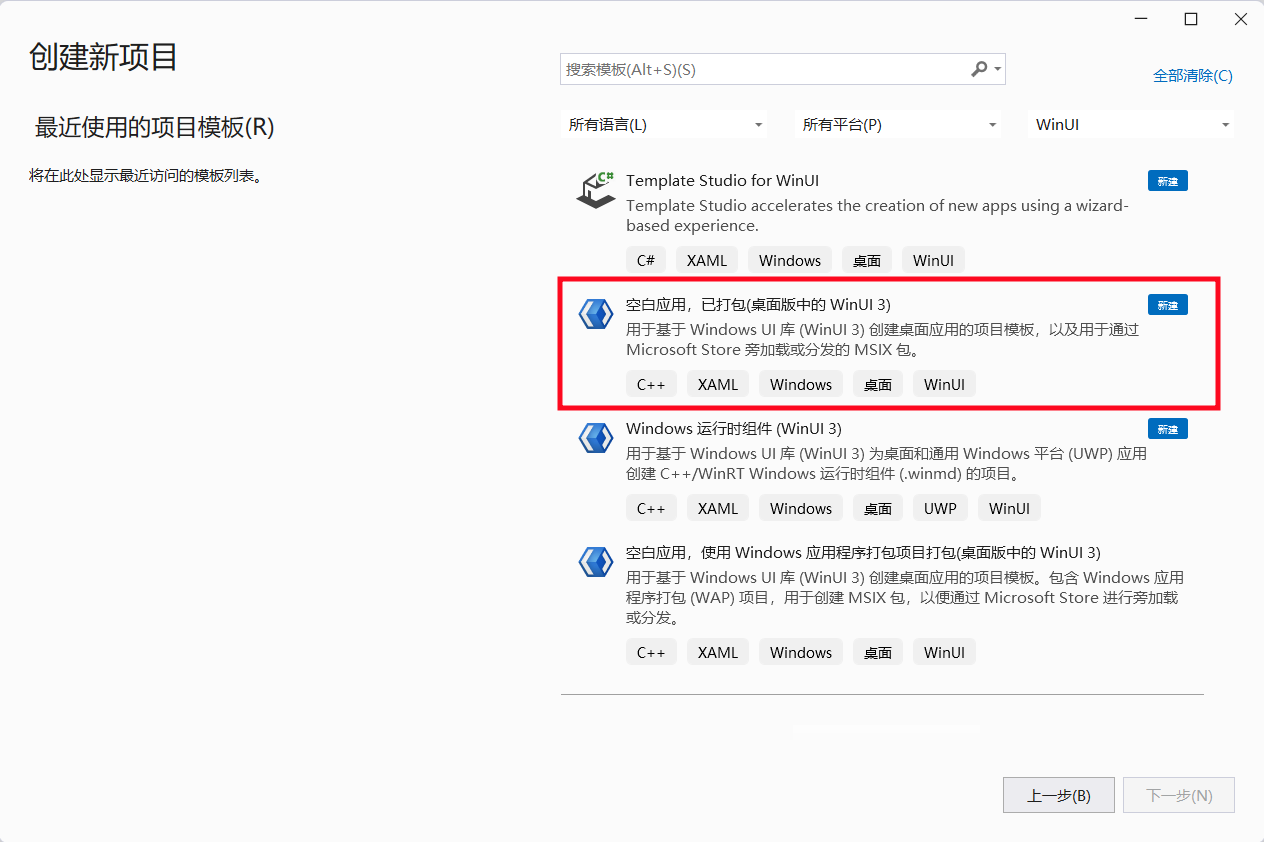 创建新项目
搜索模板(Alt+S)(S)
全部清除(C)
最近使用的项目模板(R)
将在此处显示最近访问的模板列表。
所有语言(L)
所有平台(P)
WinUI
C#
Template Studio for WinUI
新建
Template Studio accelerates the creation of new apps using a wizard-
based experience.
C# XAML Windows 桌面 WinUI
空白应用，已打包(桌面版中的 WinUI 3)
新建
用于基于 Windows UI 库 (WinUI 3) 创建桌面应用的项目模板，以及用于通过
Microsoft Store 旁加载或分发的 MSIX 包。
C++ XAML Windows 桌面 WinUI
Windows 运行时组件 (WinUI 3)
新建
用于基于 Windows UI 库 (WinUI 3) 为桌面和通用 Windows 平台 (UWP) 应用
创建 C++/WinRT Windows 运行时组件 (.winmd) 的项目。
C++ XAML Windows 桌面 UWP WinUI
空白应用，使用 Windows 应用程序打包项目打包(桌面版中的 WinUI 3)
用于基于 Windows UI 库 (WinUI 3) 创建桌面应用的项目模板。包含 Windows 应用
程序打包 (WAP) 项目，用于创建 MSIX 包，以便通过 Microsoft Store 进行旁加载
或分发。
C++ XAML Windows 桌面 WinUI
上一步(B)
下一步(N)